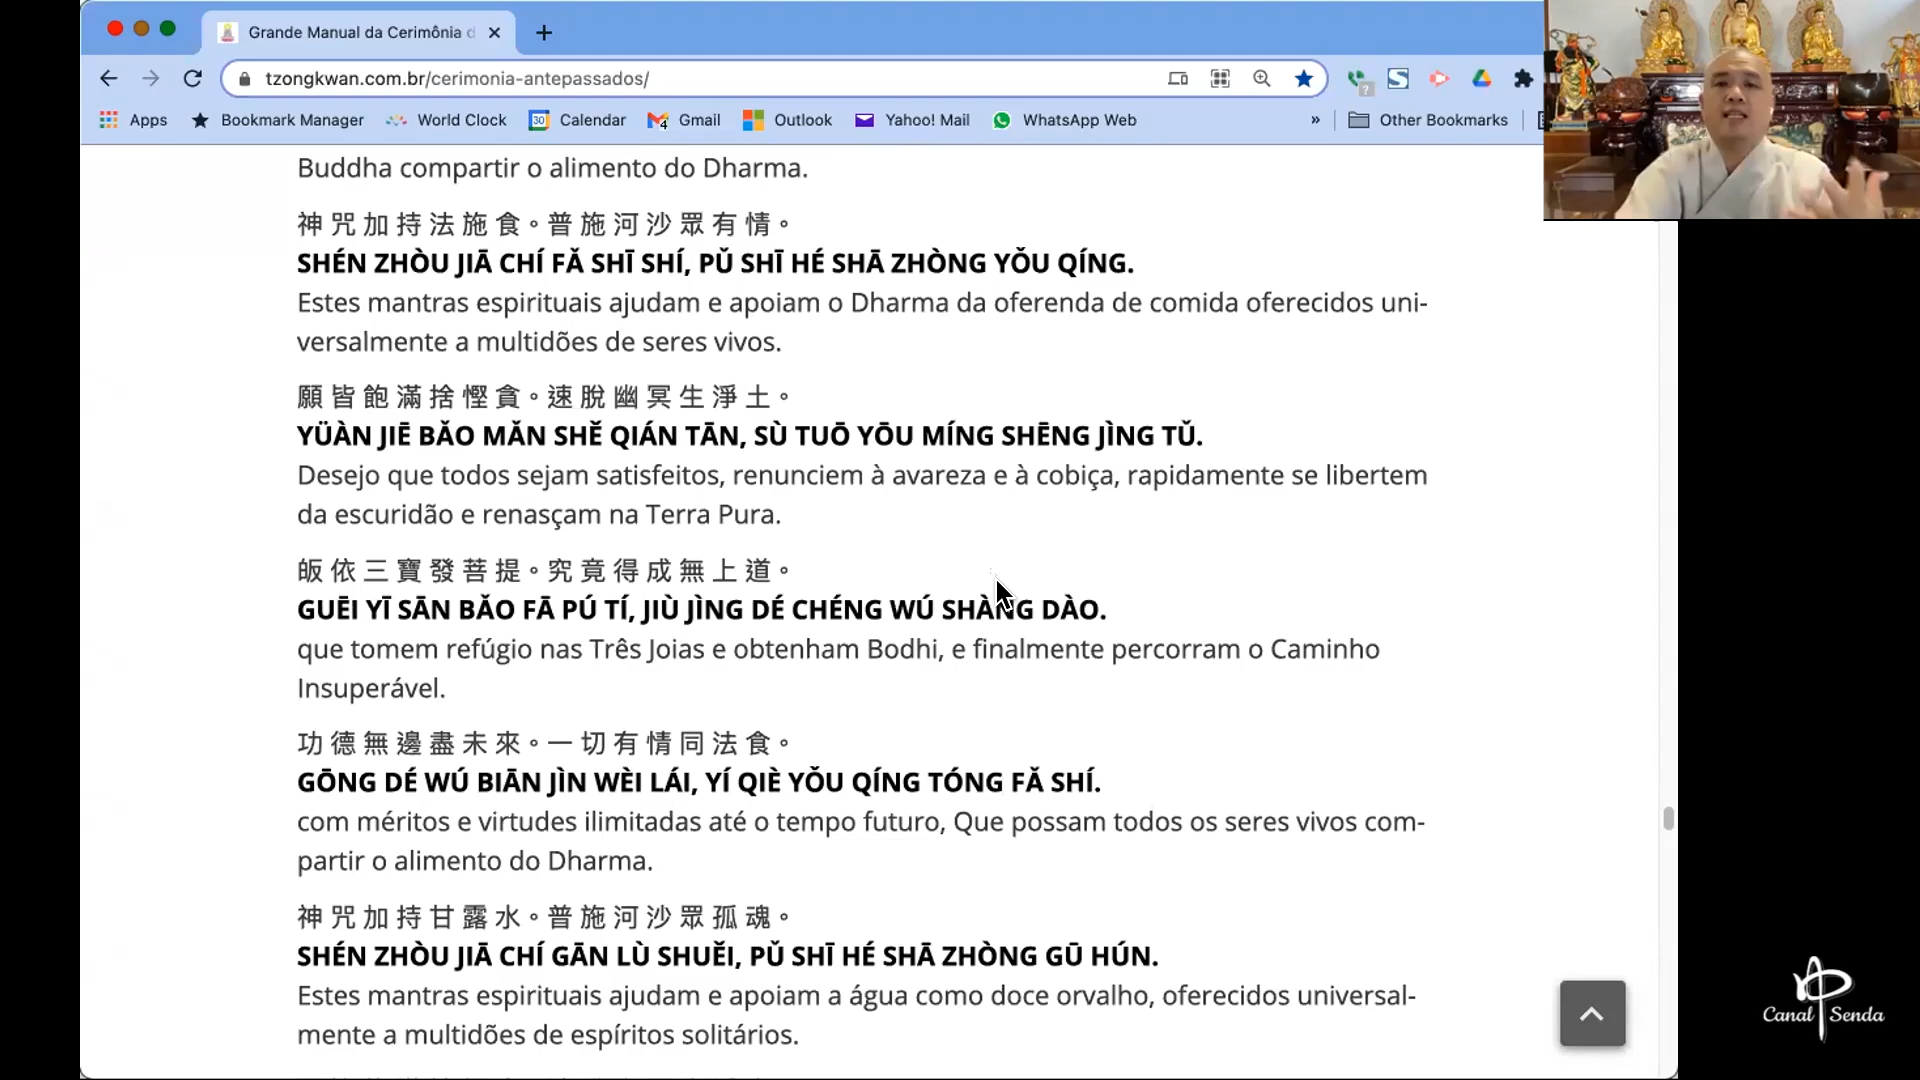 Grande Manual da Cerimônia d
tzongkwan.com.br/cerimonia-antepassados/
Apps Bookmark Manager World Clock 30 Calendar 4 Gmail Outlook Yahoo! Mail WhatsApp Web » Other Bookmarks
Buddha compartir o alimento do Dharma.
神咒加持法施食。普施河沙眾有情。
SHÉN ZHÒU JIĀ CHÍ FǍ SHĪ SHÍ, PǓ SHĪ HÉ SHĀ ZHÒNG YǑU QÍNG.
Estes mantras espirituais ajudam e apoiam o Dharma da oferenda de comida oferecidos uni-
versalmente a multidões de seres vivos.
願皆飽滿捨慳貪。速脫幽冥生淨土。
YÜÀN JIĒ BǍO MǍN SHĚ QIÁN TĀN, SÙ TUŌ YŌU MÍNG SHĒNG JÌNG TǓ.
Desejo que todos sejam satisfeitos, renunciem à avareza e à cobiça, rapidamente se libertem
da escuridão e renasçam na Terra Pura.
皈依三寶發菩提。究竟得成無上道。
GUĒI YĪ SĀN BǍO FĀ PÚ TÍ, JIÙ JÌNG DÉ CHÉNG WÚ SHÀNG DÀO.
que tomem refúgio nas Três Joias e obtenham Bodhi, e finalmente percorram o Caminho
Insuperável.
功德無邊盡未來。一切有情同法食。
GŌNG DÉ WÚ BIĀN JÌN WÈI LÁI, YÍ QIÈ YǑU QÍNG TÓNG FǍ SHÍ.
com méritos e virtudes ilimitadas até o tempo futuro, Que possam todos os seres vivos com-
partir o alimento do Dharma.
神咒加持甘露水。普施河沙眾孤魂。
SHÉN ZHÒU JIĀ CHÍ GĀN LÙ SHUĚI, PǓ SHĪ HÉ SHĀ ZHÒNG GŪ HÚN.
Estes mantras espirituais ajudam e apoiam a água como doce orvalho, oferecidos universal-
mente a multidões de espíritos solitários.
Canal Senda